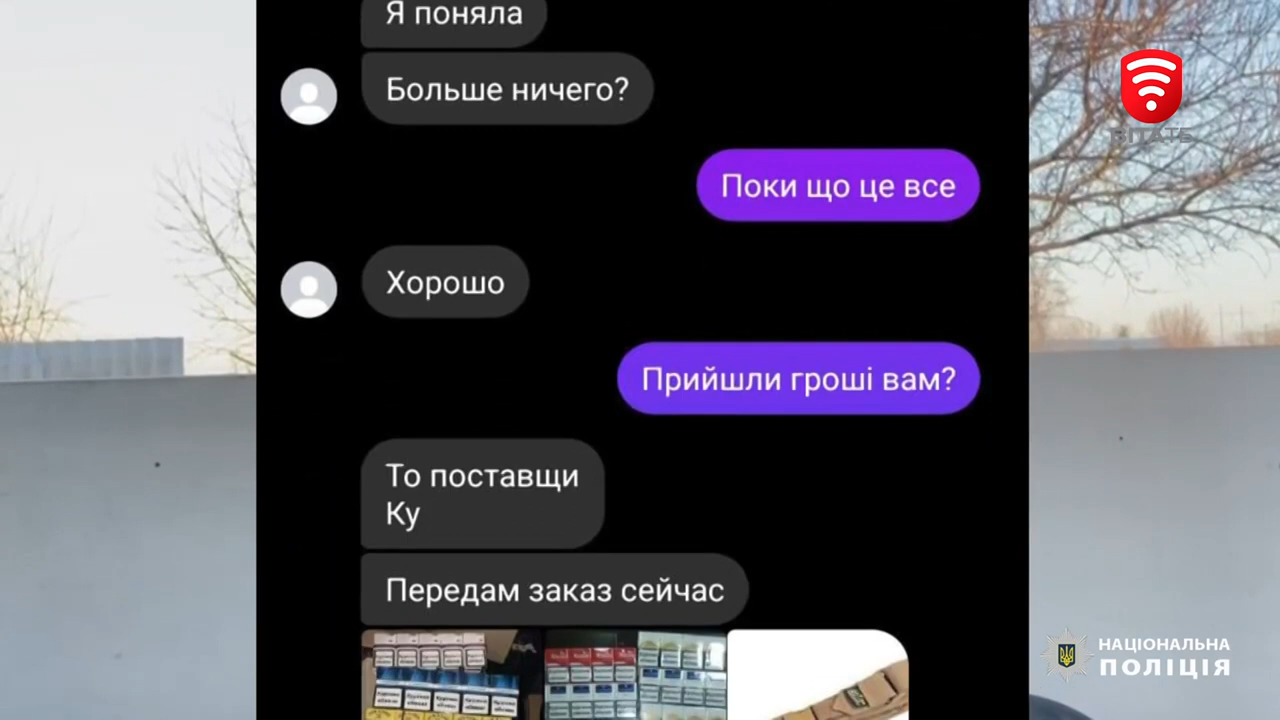 Я поняла
Больше ничего?
Поки що це все
Хорошо
Прийшли гроші вам?
То поставщи
Ку
Передам заказ сейчас
ВІТАТЬ
НАЦІОНАЛЬНА
ПОЛІЦІЯ